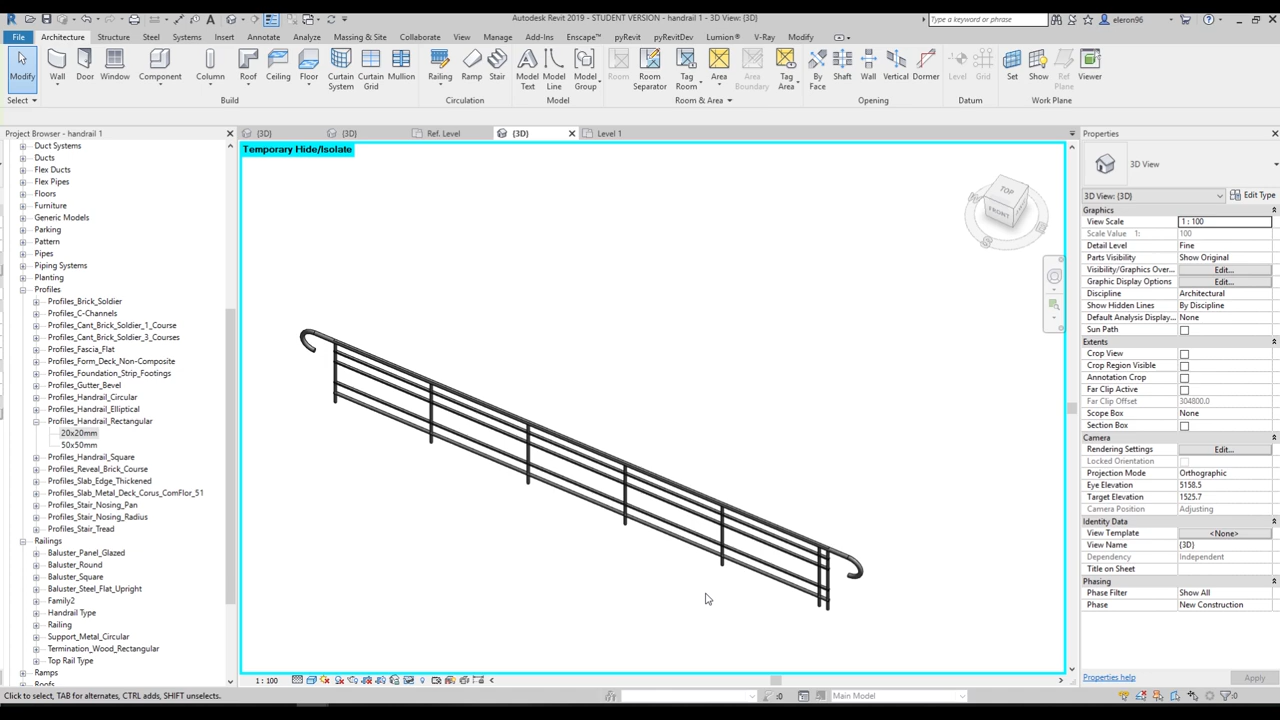 Autodesk Revit 2019 - STUDENT VERSION - handrail 1 - 3D View: {3D}
Type a keyword or phrase
eleron96
File Architecture Structure Steel Systems Insert Annotate Analyze Massing & Site Collaborate View Manage Add-Ins Enscape™ pyRevit pyRevitDev Lumion® V-Ray Modify
Modify Wall Door Window Component Column Roof Ceiling Floor Curtain System Curtain Grid Mullion Railing Ramp Stair Model Text Model Line Model Group Room Room Separator Tag Room Area Area Boundary Tag Area By Face Shaft Wall Vertical Dormer Level Grid Set Show Ref Plane Viewer
Select Build Circulation Model Room & Area Opening Datum Work Plane
Project Browser - handrail 1
{3D} {3D} Ref. Level {3D} Level 1
Temporary Hide/Isolate
Duct Systems
Ducts
Flex Ducts
Flex Pipes
Floors
Furniture
Generic Models
Parking
Pattern
Pipes
Piping Systems
Planting
Profiles
Profiles_Brick_Soldier
Profiles_C-Channels
Profiles_Cant_Brick_Soldier_1_Course
Profiles_Cant_Brick_Soldier_3_Courses
Profiles_Fascia_Flat
Profiles_Form_Deck_Non-Composite
Profiles_Foundation_Strip_Footings
Profiles_Gutter_Bevel
Profiles_Handrail_Circular
Profiles_Handrail_Elliptical
Profiles_Handrail_Rectangular
20x20mm
50x50mm
Profiles_Handrail_Square
Profiles_Reveal_Brick_Course
Profiles_Slab_Edge_Thickened
Profiles_Slab_Metal_Deck_Corus_ComFlor_51
Profiles_Stair_Nosing_Pan
Profiles_Stair_Nosing_Radius
Profiles_Stair_Tread
Railings
Baluster_Panel_Glazed
Baluster_Round
Baluster_Square
Baluster_Steel_Flat_Upright
Family2
Handrail Type
Railing
Support_Metal_Circular
Termination_Wood_Rectangular
Top Rail Type
Ramps
Roofs
TOP
FRONT
1 : 100
Properties
3D View
3D View: {3D} Edit Type
Graphics
View Scale 1 : 100
Scale Value 1: 100
Detail Level Fine
Parts Visibility Show Original
Visibility/Graphics Over... Edit...
Graphic Display Options Edit...
Discipline Architectural
Show Hidden Lines By Discipline
Default Analysis Display... None
Sun Path
Extents
Crop View
Crop Region Visible
Annotation Crop
Far Clip Active
Far Clip Offset 304800.0
Scope Box None
Section Box
Camera
Rendering Settings Edit...
Locked Orientation
Projection Mode Orthographic
Eye Elevation 5158.5
Target Elevation 1525.7
Camera Position Adjusting
Identity Data
View Template <None>
View Name {3D}
Dependency Independent
Title on Sheet
Phasing
Phase Filter Show All
Phase New Construction
Properties help Apply
Click to select, TAB for alternates, CTRL adds, SHIFT unselects. :0 Main Model :0